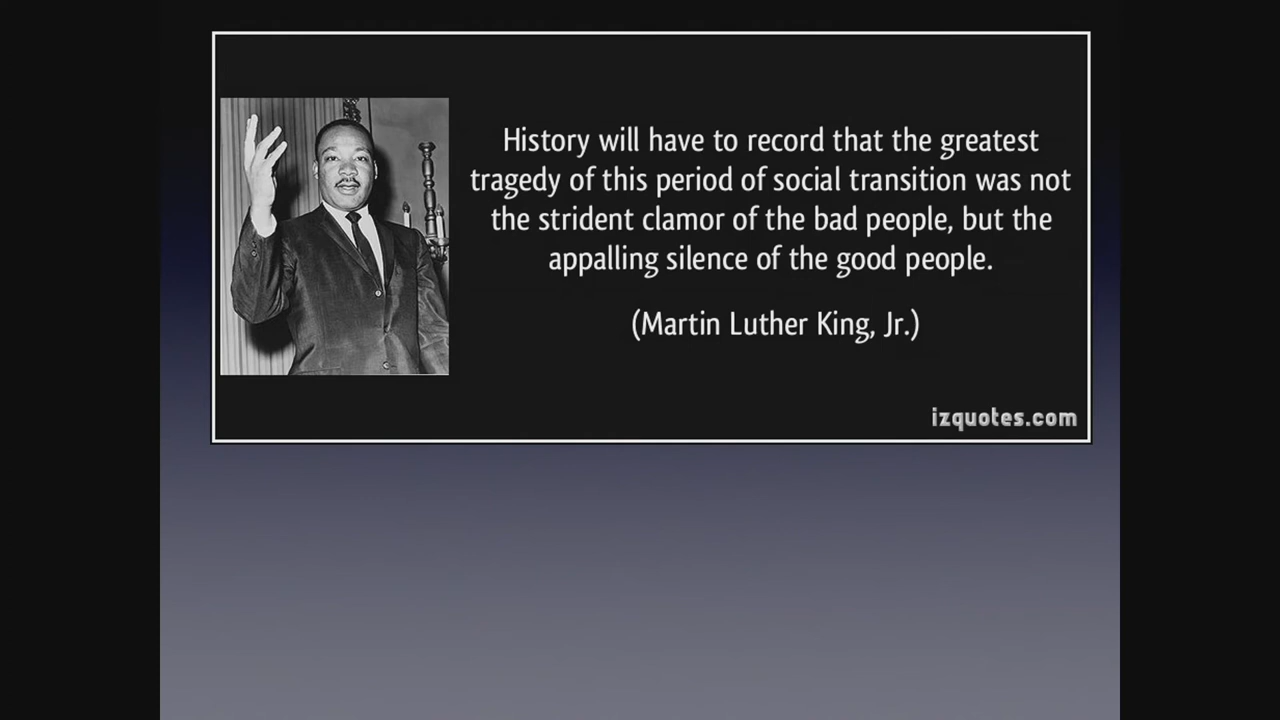 History will have to record that the greatest
tragedy of this period of social transition was not
the strident clamor of the bad people, but the
appalling silence of the good people.
(Martin Luther King, Jr.)
izquotes.com